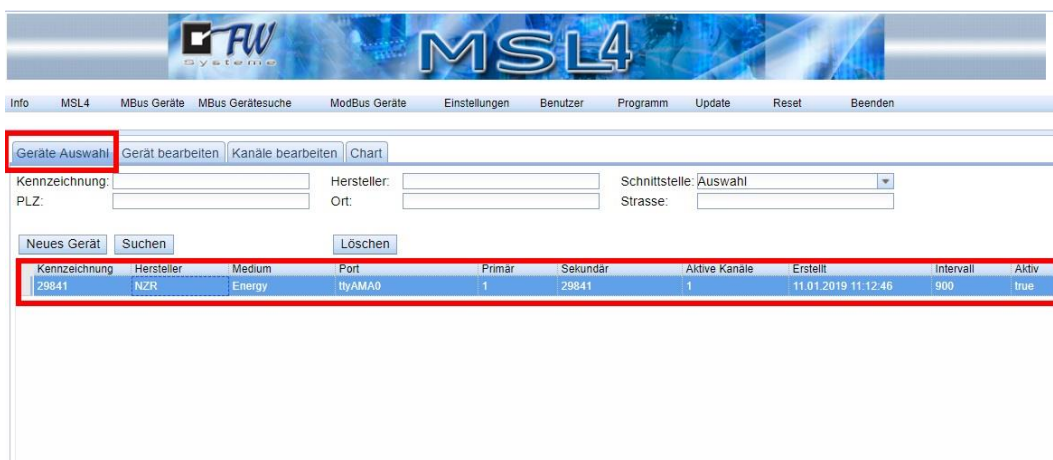 FW
Systeme
MSL4
Info MSL4 MBus Geräte MBus Gerätesuche ModBus Geräte Einstellungen Benutzer Programm Update Reset Beenden
Geräte Auswahl Gerät bearbeiten Kanäle bearbeiten Chart
Kennzeichnung: Hersteller: Schnittstelle: Auswahl
PLZ: Ort: Strasse:
Neues Gerät Suchen Löschen
Kennzeichnung Hersteller Medium Port Primär Sekundär Aktive Kanäle Erstellt Intervall Aktiv
29841 NZR Energy ttyAMA0 1 29841 1 11.01.2019 11:12:46 900 true